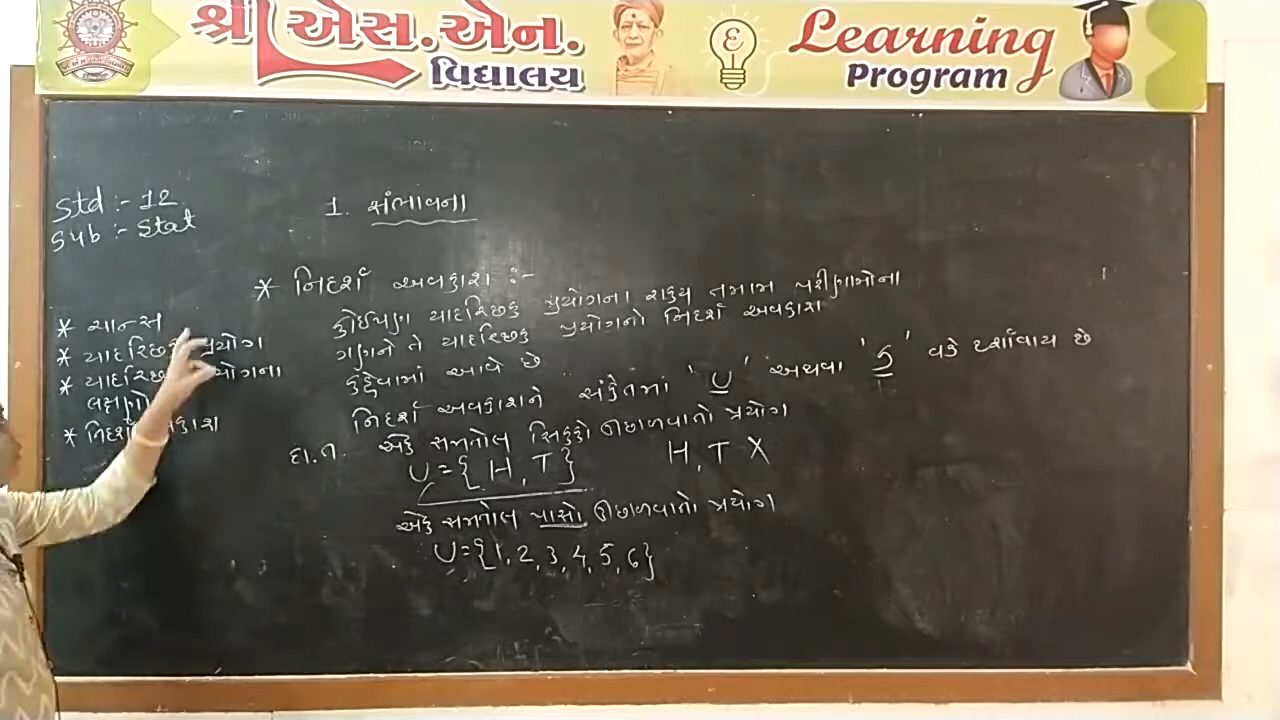 શ્રી એસ.એન.
વિદ્યાલય
Learning
Program
Std :- 12
Sub :- Stat
1. સંભાવના
* ચાન્સ
* યાદચ્છિક પ્રયોગ
* યાદચ્છિક પ્રયોગના
લક્ષણો
* નિદર્શ અવકાશ
* નિદર્શ અવકાશ :-
કોઈપણ યાદચ્છિક પ્રયોગના શક્ય તમામ પરીણામોના
ગણને તે યાદચ્છિક પ્રયોગનો નિદર્શ અવકાશ
કહેવામાં આવે છે
નિદર્શ અવકાશને સંકેતમાં 'U' અથવા 'S' વડે દર્શાવાય છે
દા.ત. એક સમતોલ સિક્કો ઊછાળવાનો પ્રયોગ
U={H, T} H, T X
એક સમતોલ પાસો ઊછાળવાનો પ્રયોગ
U={1, 2, 3, 4, 5, 6}